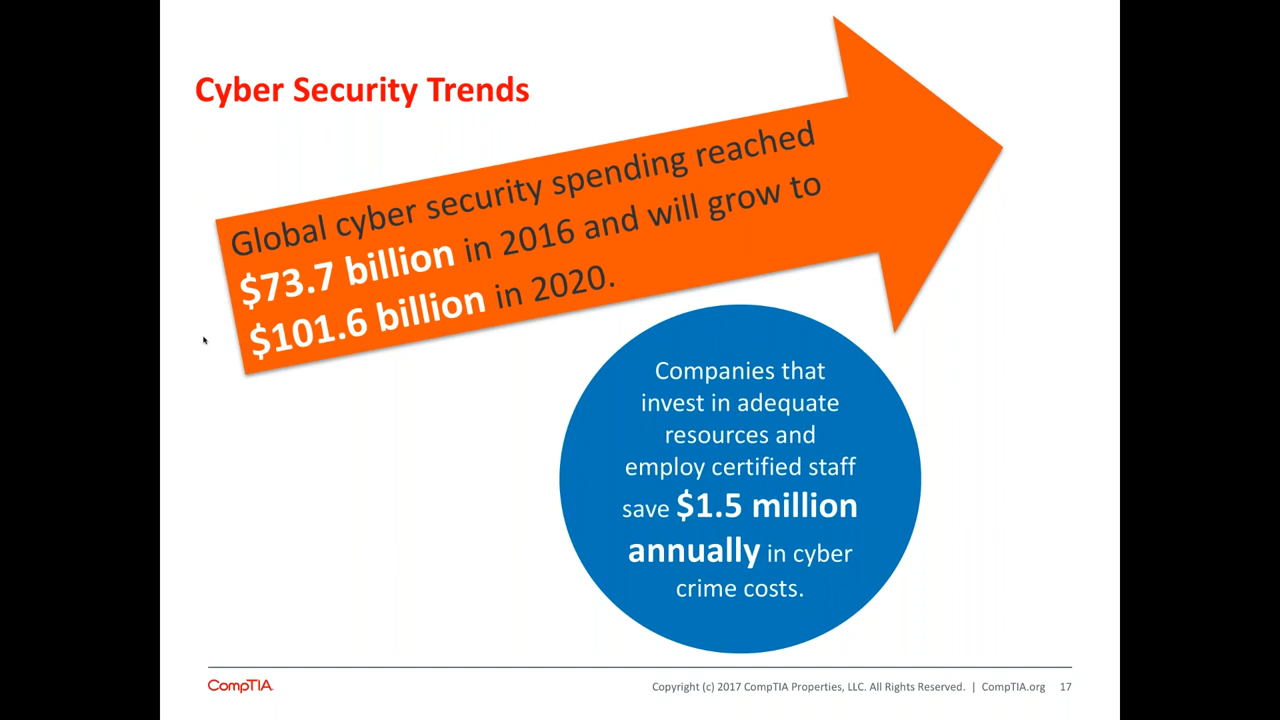 Cyber Security Trends
Global cyber security spending reached
$73.7 billion in 2016 and will grow to
$101.6 billion in 2020.
Companies that
invest in adequate
resources and
employ certified staff
save $1.5 million
annually in cyber
crime costs.
CompTIA
Copyright (c) 2017 CompTIA Properties, LLC. All Rights Reserved. | CompTIA.org 17